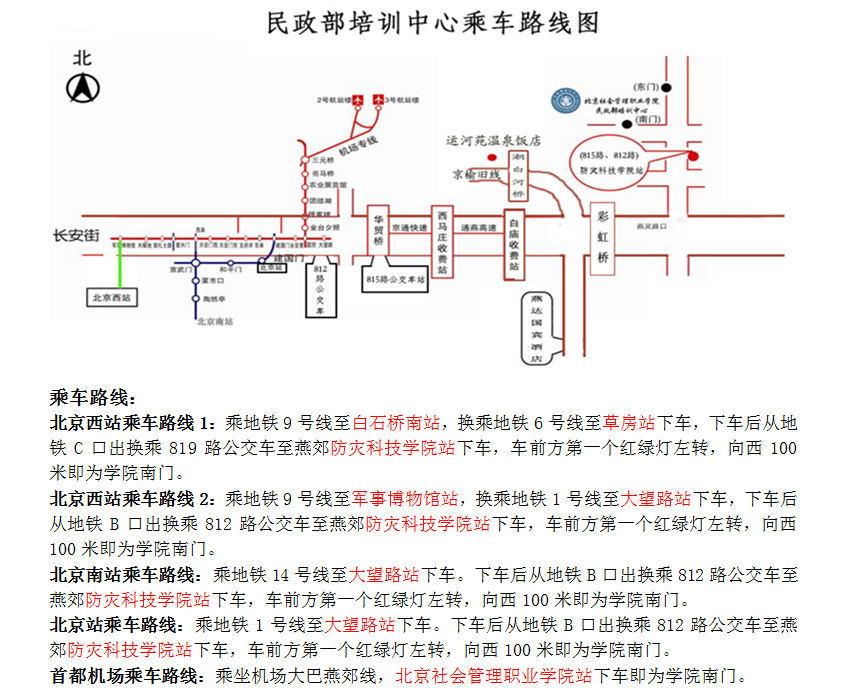 民政部培训中心乘车路线图
北
2号航站楼
3号航站楼
机场专线
三元桥
亮马桥
农业展览馆
团结湖
呼家楼
金台夕照
运河苑温泉饭店
京榆旧线
潮白河桥
(东门)
北京社会管理职业学院
民政部培训中心
(南门)
(815路、812路)
防灾科技学院站
长安街
华贸桥
京通快速
西马庄收费站
通燕高速
白庙收费站
彩虹桥
燕灵路口
建国门
北京站
宣武门
和平门
菜市口
陶然亭
北京南站
北京西站
812路公交车
815路公交车站
燕达国宾酒店
乘车路线：
北京西站乘车路线1：乘地铁9号线至白石桥南站，换乘地铁6号线至草房站下车，下车后从地
铁C口出换乘819路公交车至燕郊防灾科技学院站下车，车前方第一个红绿灯左转，向西100
米即为学院南门。
北京西站乘车路线2：乘地铁9号线至军事博物馆站，换乘地铁1号线至大望路站下车，下车后
从地铁B口出换乘812路公交车至燕郊防灾科技学院站下车，车前方第一个红绿灯左转，向西
100米即为学院南门。
北京南站乘车路线：乘地铁14号线至大望路站下车。下车后从地铁B口出换乘812路公交车至
燕郊防灾科技学院站下车，车前方第一个红绿灯左转，向西100米即为学院南门。
北京站乘车路线：乘地铁1号线至大望路站下车。下车后从地铁B口出换乘812路公交车至燕
郊防灾科技学院站下车，车前方第一个红绿灯左转，向西100米即为学院南门。
首都机场乘车路线：乘坐机场大巴燕郊线，北京社会管理职业学院站下车即为学院南门。